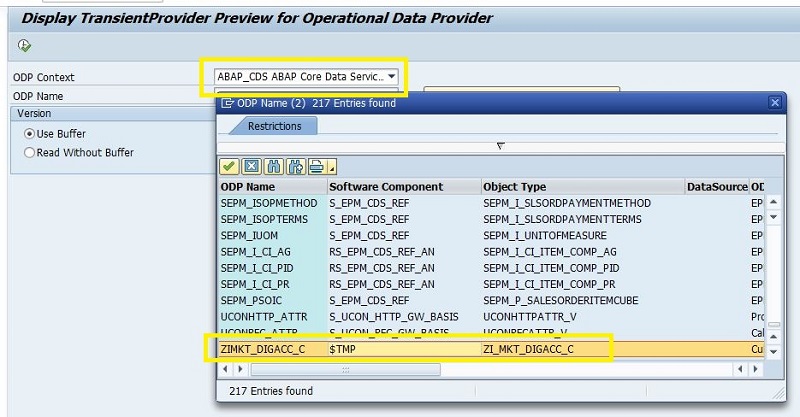 Display TransientProvider Preview for Operational Data Provider
ODP Context ABAP_CDS ABAP Core Data Servic...
ODP Name
Version
Use Buffer
Read Without Buffer
ODP Name (2) 217 Entries found
Restrictions
ODP Name Software Component Object Type DataSource OD
SEPM_ISOPMETHOD S_EPM_CDS_REF SEPM_I_SLSORDPAYMENTMETHOD EP
SEPM_ISOPTERMS S_EPM_CDS_REF SEPM_I_SLSORDPAYMENTTERMS EP
SEPM_IUOM S_EPM_CDS_REF SEPM_I_UNITOFMEASURE EP
SEPM_I_CI_AG RS_EPM_CDS_REF_AN SEPM_I_CI_ITEM_COMP_AG EP
SEPM_I_CI_PID RS_EPM_CDS_REF_AN SEPM_I_CI_ITEM_COMP_PID EP
SEPM_I_CI_PR RS_EPM_CDS_REF_AN SEPM_I_CI_ITEM_COMP_PR EP
SEPM_PSOIC S_EPM_CDS_REF SEPM_P_SALESORDERITEMCUBE EP
UCONHTTP_ATTR S_UCON_HTTP_GW_BASIS UCONHTTPATTR_V Pro
UCONRFC_ATTR S_UCON_RFC_GW_BASIS UCONRFCATTR_V Cal
ZIMKT_DIGACC_C $TMP ZI_MKT_DIGACC_C Cu
217 Entries found